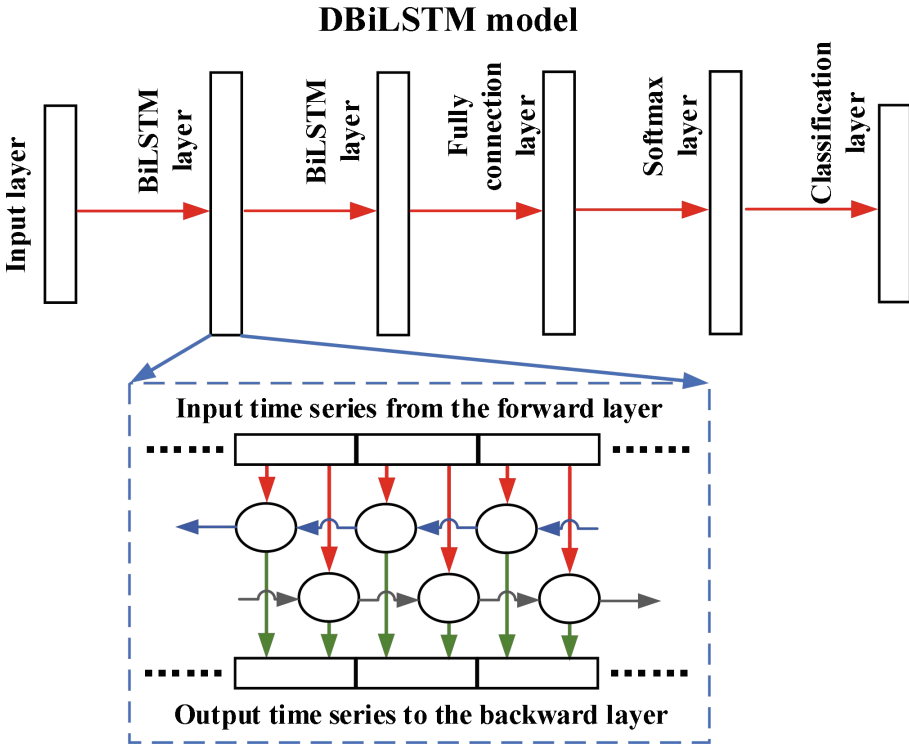 DBiLSTM model
Input layer
BiLSTM
layer
BiLSTM
layer
Fully
connection
layer
Softmax
layer
Classification
layer
Input time series from the forward layer
Output time series to the backward layer